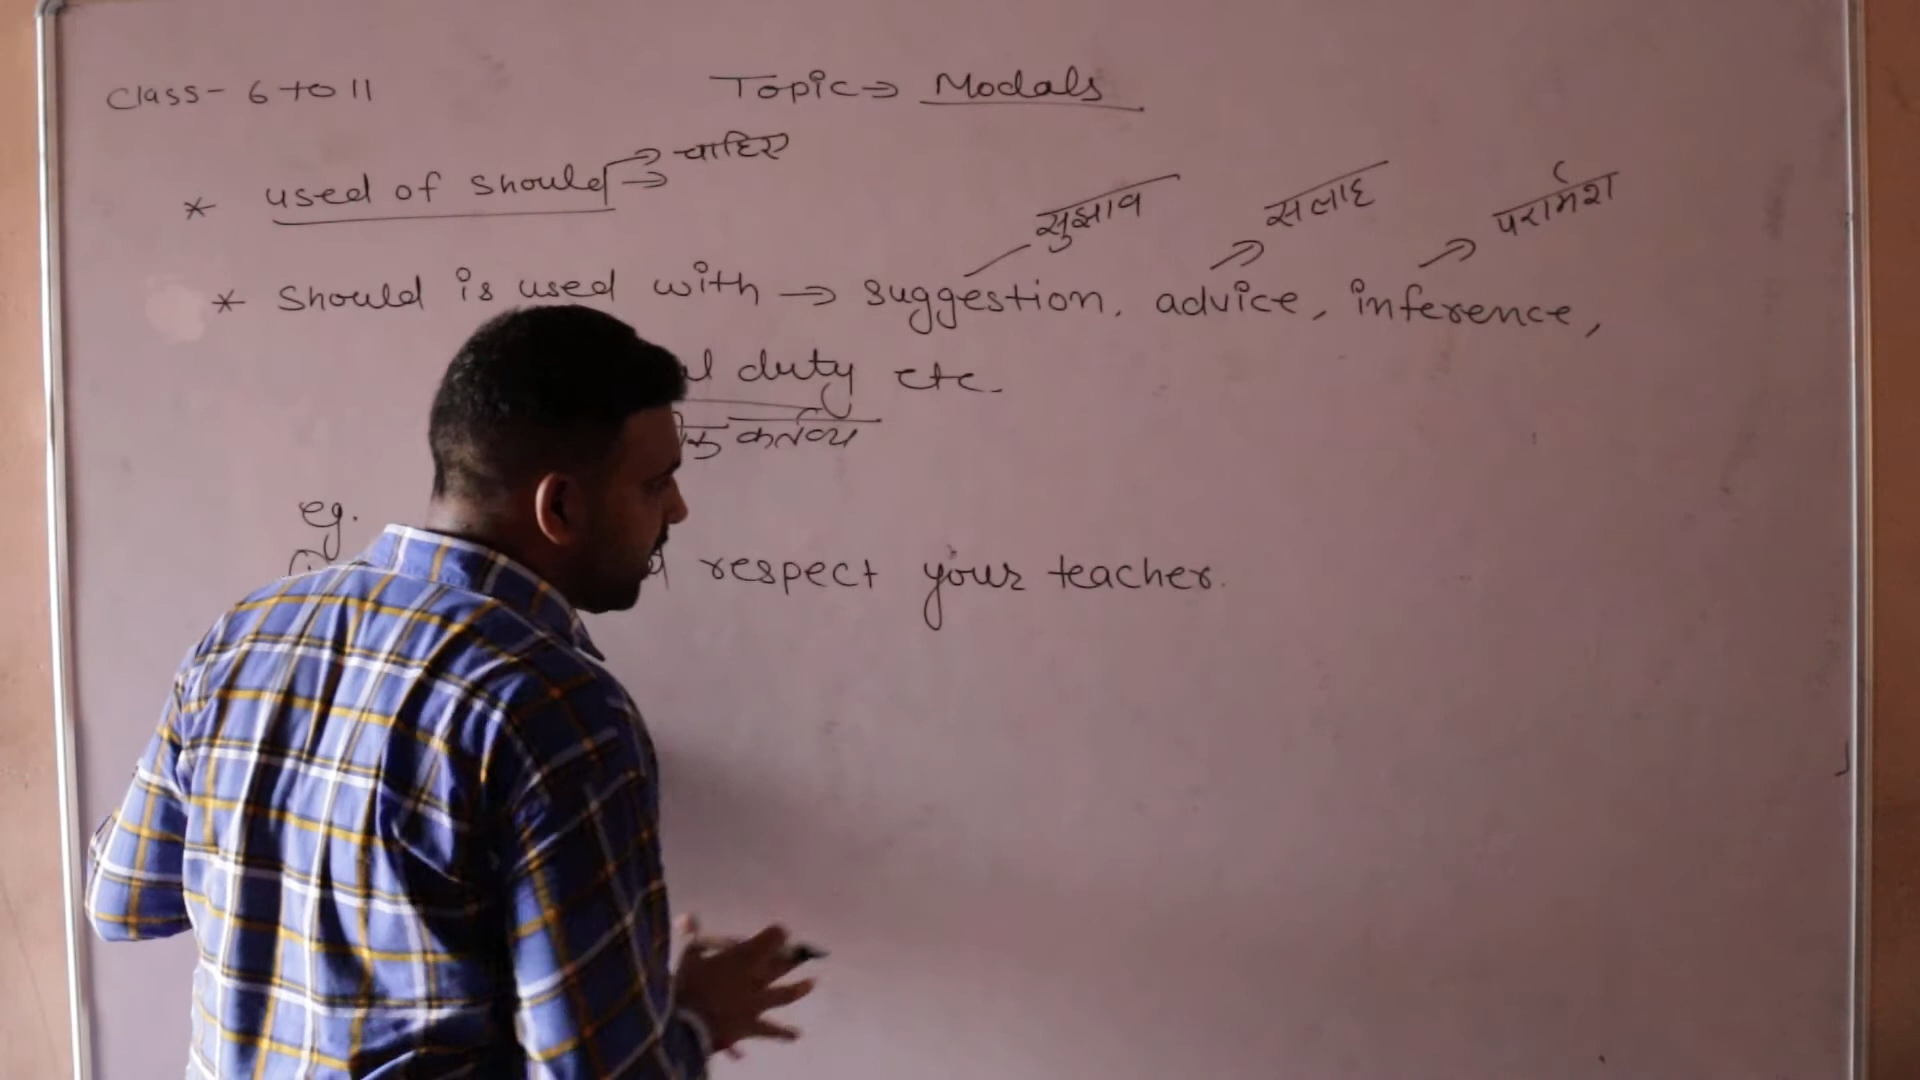 Class- 6 to 11
Topic→ Modals
* used of should → चाहिए
सुझाव सलाह परार्मश
* Should is used with → suggestion, advice, inference,
duty etc.
कर्तव्य
eg.
respect your teacher.